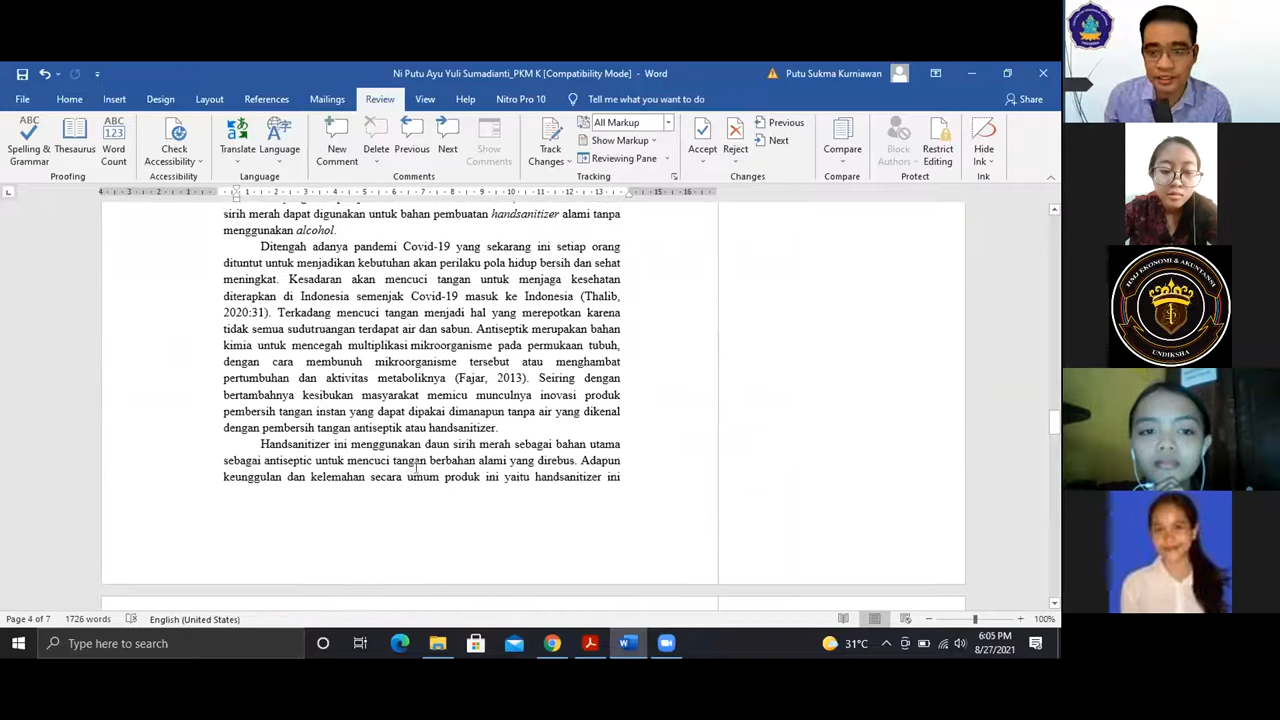 Ni Putu Ayu Yuli Sumadianti_PKM K [Compatibility Mode] - Word
Putu Sukma Kurniawan
File Home Insert Design Layout References Mailings Review View Help Nitro Pro 10 Tell me what you want to do Share
Spelling & Grammar
Thesaurus
Word Count
Proofing
Check Accessibility
Accessibility
Translate
Language
Language
New Comment
Delete
Previous
Next
Show Comments
Comments
Track Changes
All Markup
Show Markup
Reviewing Pane
Tracking
Accept
Reject
Previous
Next
Changes
Compare
Compare
Block Authors
Restrict Editing
Protect
Hide Ink
Ink
sirih merah dapat digunakan untuk bahan pembuatan handsanitizer alami tanpa
menggunakan alcohol.
Ditengah adanya pandemi Covid-19 yang sekarang ini setiap orang
dituntut untuk menjadikan kebutuhan akan perilaku pola hidup bersih dan sehat
meningkat. Kesadaran akan mencuci tangan untuk menjaga kesehatan
diterapkan di Indonesia semenjak Covid-19 masuk ke Indonesia (Thalib,
2020:31). Terkadang mencuci tangan menjadi hal yang merepotkan karena
tidak semua sudutruangan terdapat air dan sabun. Antiseptik merupakan bahan
kimia untuk mencegah multiplikasi mikroorganisme pada permukaan tubuh,
dengan cara membunuh mikroorganisme tersebut atau menghambat
pertumbuhan dan aktivitas metaboliknya (Fajar, 2013). Seiring dengan
bertambahnya kesibukan masyarakat memicu munculnya inovasi produk
pembersih tangan instan yang dapat dipakai dimanapun tanpa air yang dikenal
dengan pembersih tangan antiseptik atau handsanitizer.
Handsanitizer ini menggunakan daun sirih merah sebagai bahan utama
sebagai antiseptic untuk mencuci tangan berbahan alami yang direbus. Adapun
keunggulan dan kelemahan secara umum produk ini yaitu handsanitizer ini
Page 4 of 7 1726 words English (United States) 100%
Type here to search
31°C
6:05 PM
8/27/2021
HMJ EKONOMI & AKUNTANSI
UNDIKSHA